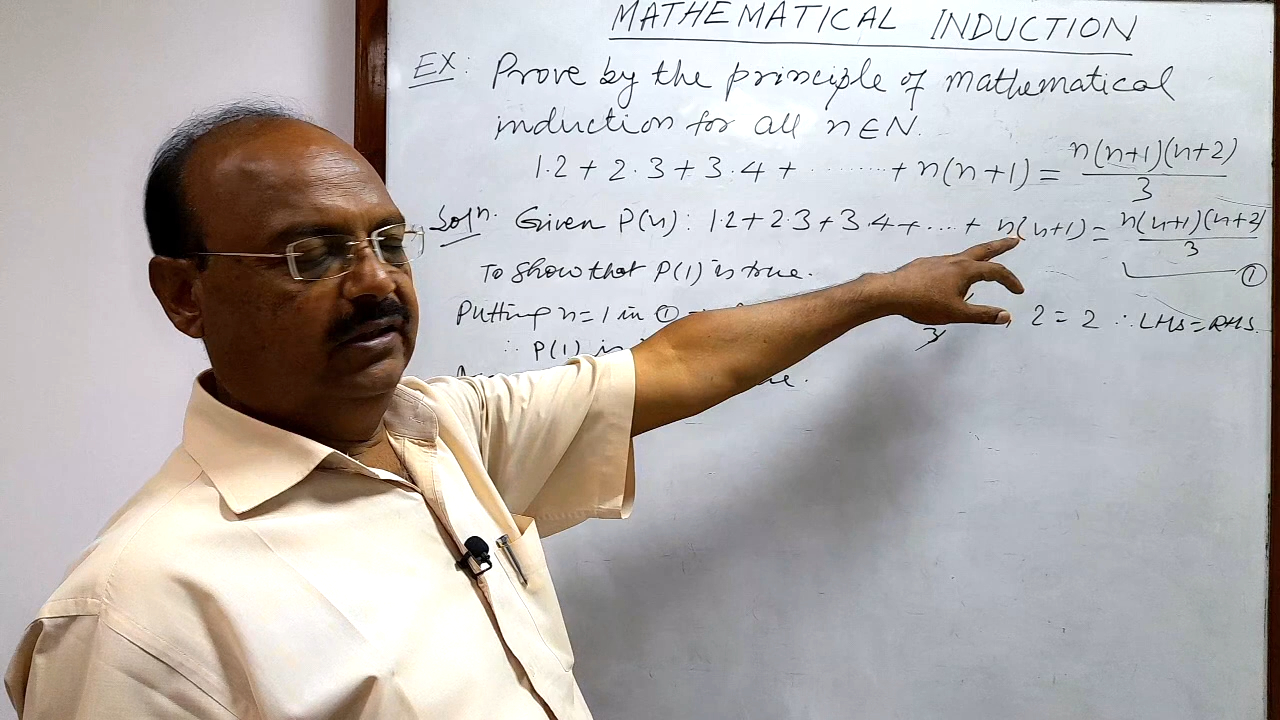 MATHEMATICAL INDUCTION
EX: Prove by the principle of mathematical
induction for all n∈N.
1.2 + 2.3 + 3.4 + ........ + n(n+1) = n(n+1)(n+2)/3
Soln. Given P(n): 1.2 + 2.3 + 3.4 + .... + n(n+1) = n(n+1)(n+2)/3 ①
To show that P(1) is true.
Putting n=1 in ① 3 2 = 2 ∴ LHS = RHS.
∴ P(1) is